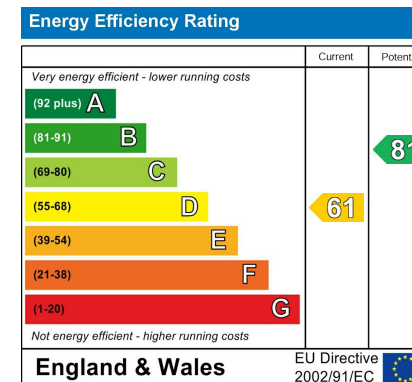 Energy Efficiency Rating
Current Potent
Very energy efficient - lower running costs
(92 plus) A
(81-91) B
81
(69-80) C
(55-68) D
61
(39-54) E
(21-38) F
(1-20) G
Not energy efficient - higher running costs
England & Wales
EU Directive
2002/91/EC